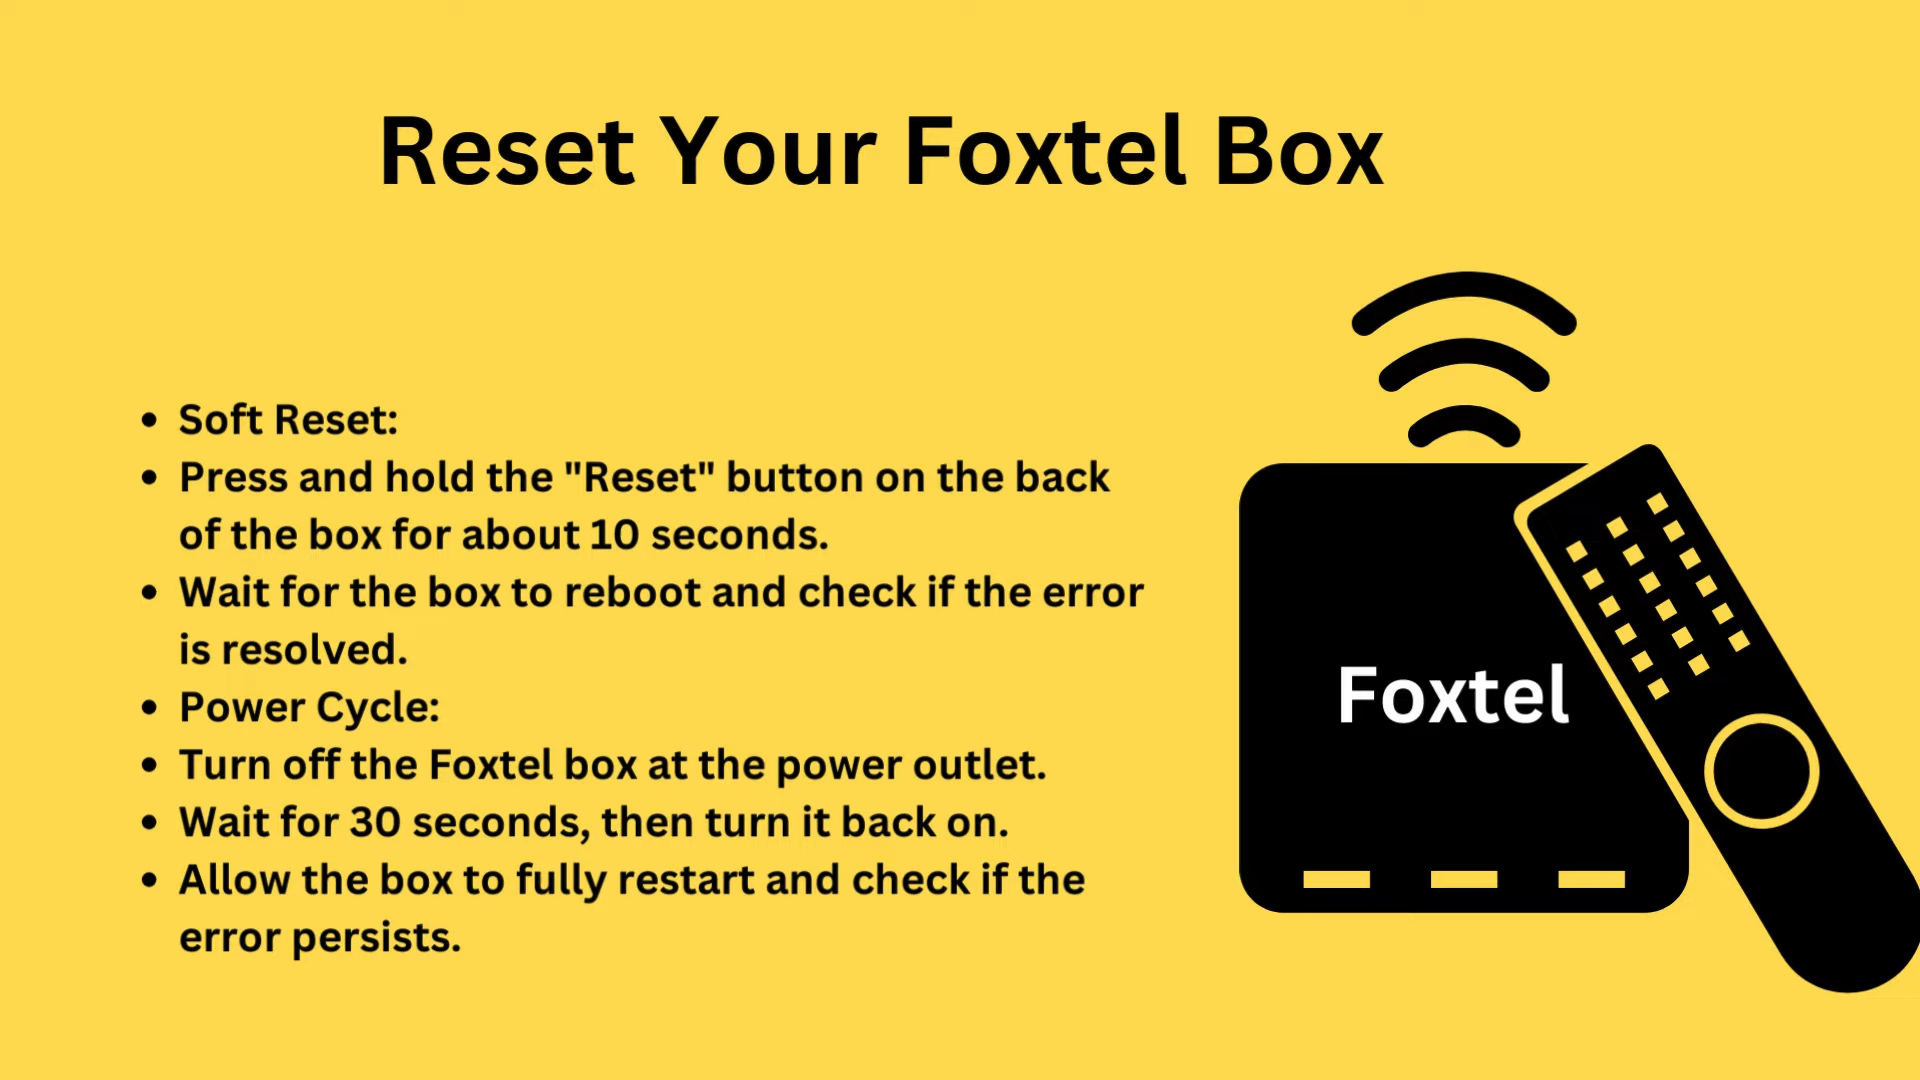 Reset Your Foxtel Box
• Soft Reset:
• Press and hold the "Reset" button on the back
of the box for about 10 seconds.
• Wait for the box to reboot and check if the error
is resolved.
• Power Cycle:
• Turn off the Foxtel box at the power outlet.
• Wait for 30 seconds, then turn it back on.
• Allow the box to fully restart and check if the
error persists.
Foxtel